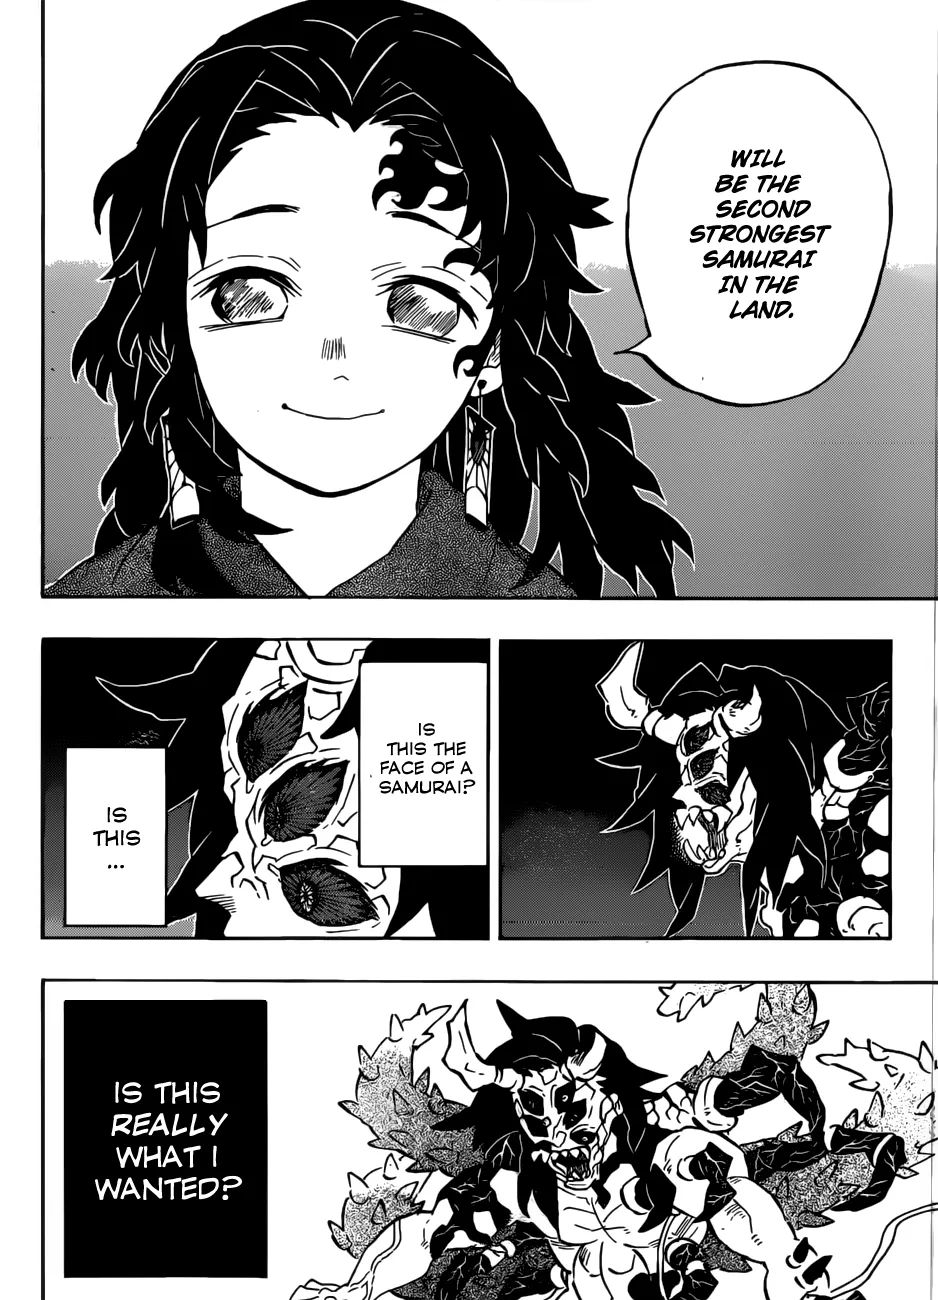 WILL
BE THE
SECOND
STRONGEST
SAMURAI
IN THE
LAND.
IS
THIS THE
FACE OF A
SAMURAI?
IS
THIS
...
IS THIS
REALLY
WHAT I
WANTED?